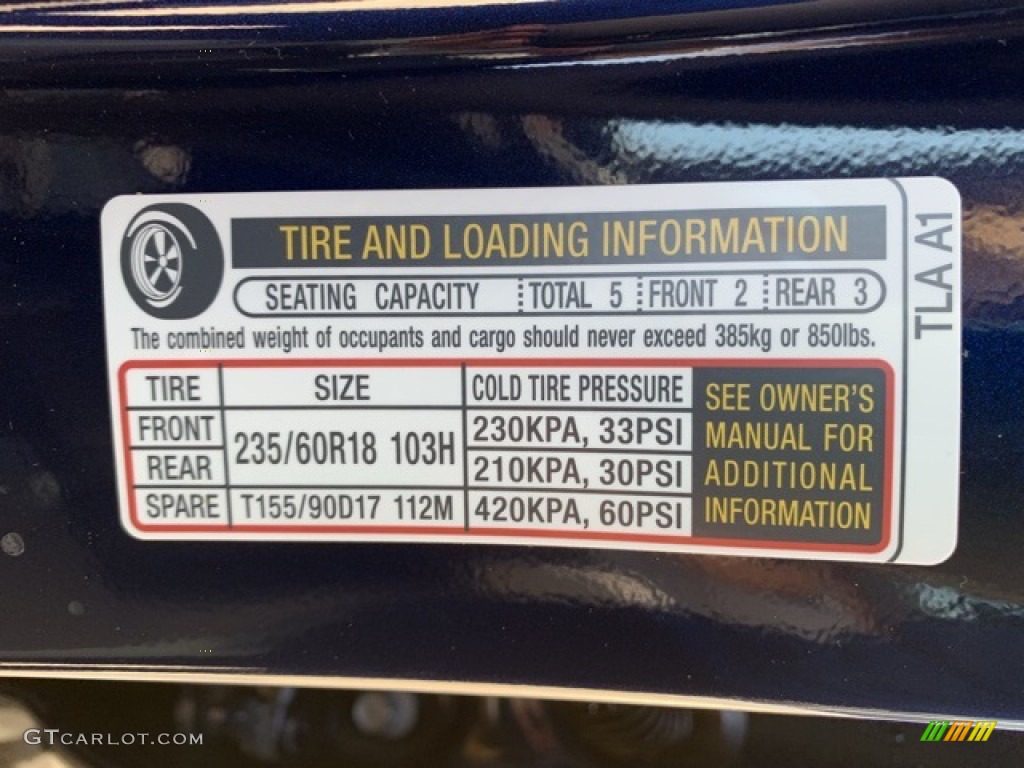 TIRE AND LOADING INFORMATION
SEATING CAPACITY TOTAL 5 FRONT 2 REAR 3
The combined weight of occupants and cargo should never exceed 385kg or 850lbs.
TIRE SIZE COLD TIRE PRESSURE
FRONT 235/60R18 103H 230KPA, 33PSI
REAR 210KPA, 30PSI
SPARE T155/90D17 112M 420KPA, 60PSI
SEE OWNER'S
MANUAL FOR
ADDITIONAL
INFORMATION
TLA A1
GTCARLOT.COM